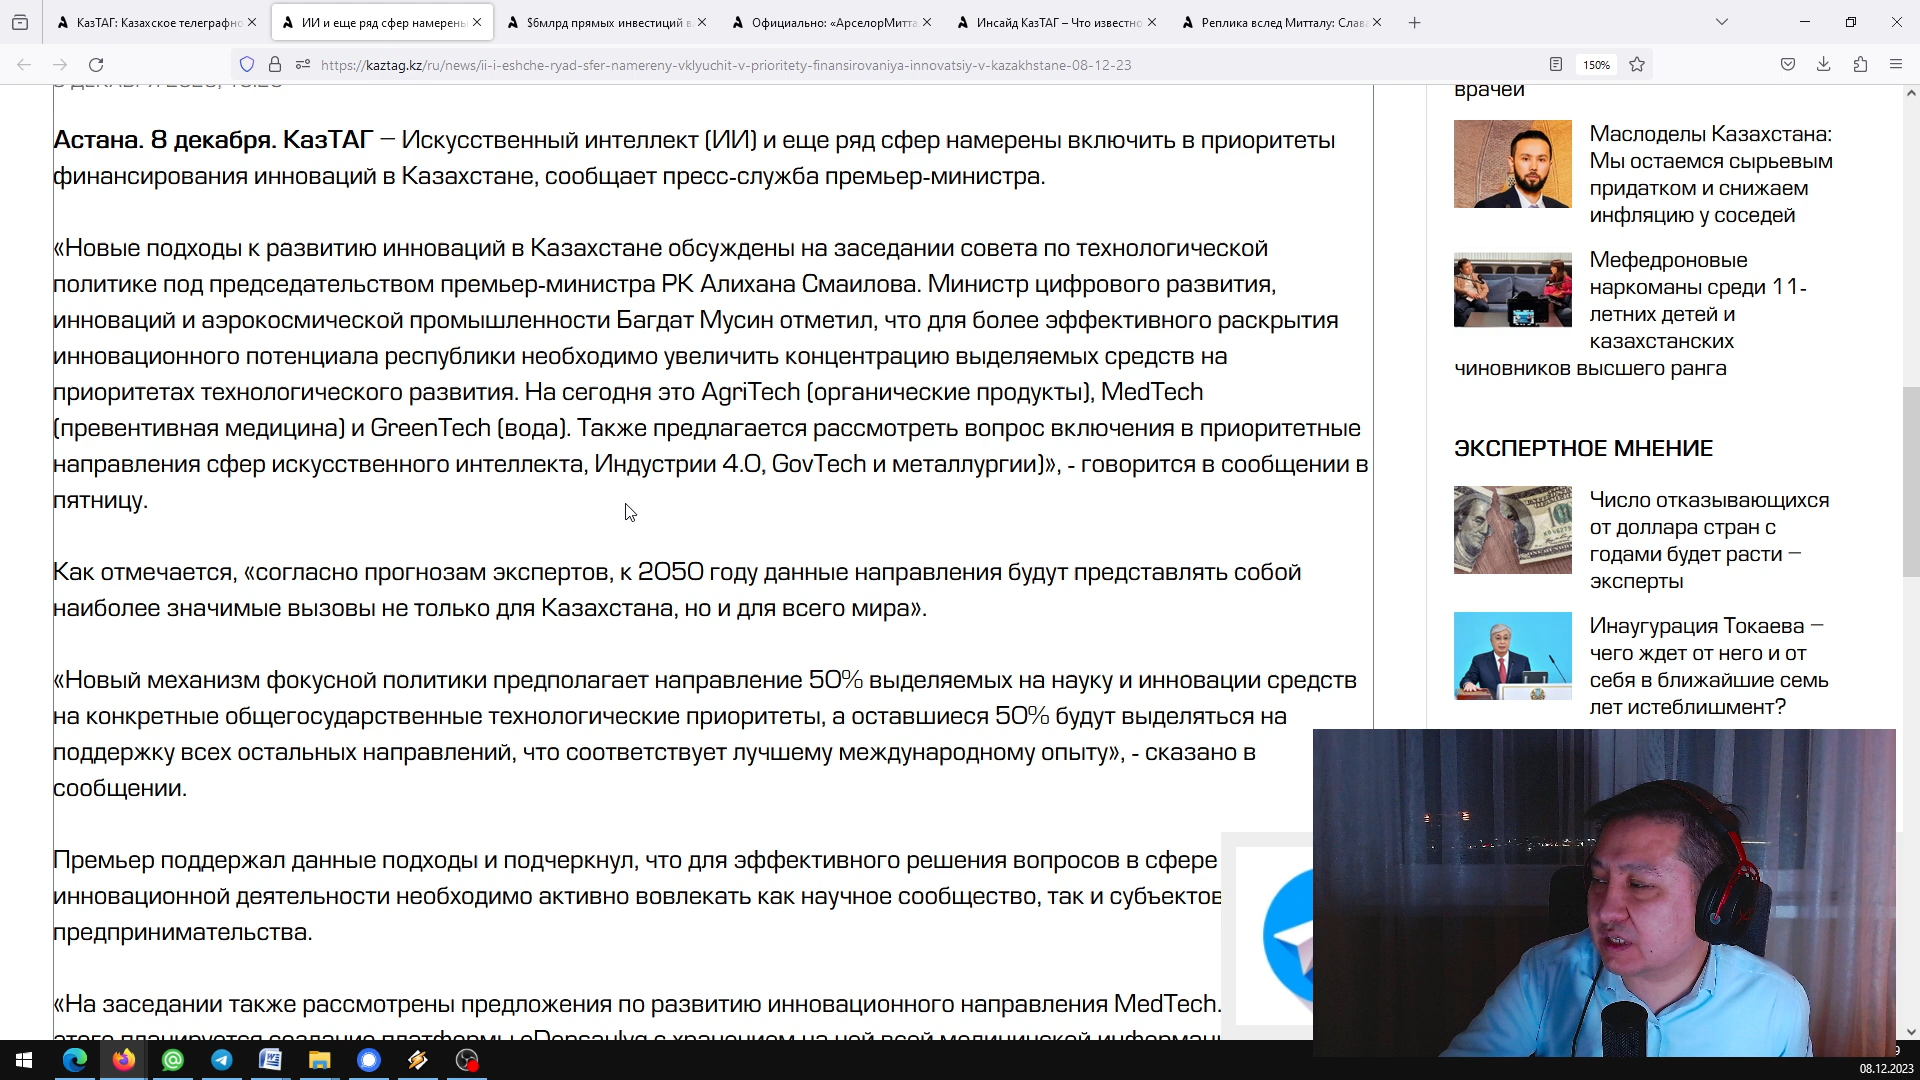 КазТАГ: Казахское телеграфно
ИИ и еще ряд сфер намерены
$6млрд прямых инвестиций в
Официально: «АрселорМитта
Инсайд КазТАГ – Что известно
Реплика вслед Митталу: Слава
https://kaztag.kz/ru/news/ii-i-eshche-ryad-sfer-namereny-vklyuchit-v-prioritety-finansirovaniya-innovatsiy-v-kazakhstane-08-12-23
150%
Астана. 8 декабря. КазТАГ – Искусственный интеллект (ИИ) и еще ряд сфер намерены включить в приоритеты
финансирования инноваций в Казахстане, сообщает пресс-служба премьер-министра.
«Новые подходы к развитию инноваций в Казахстане обсуждены на заседании совета по технологической
политике под председательством премьер-министра РК Алихана Смаилова. Министр цифрового развития,
инноваций и аэрокосмической промышленности Багдат Мусин отметил, что для более эффективного раскрытия
инновационного потенциала республики необходимо увеличить концентрацию выделяемых средств на
приоритетах технологического развития. На сегодня это AgriTech (органические продукты), MedTech
(превентивная медицина) и GreenTech (вода). Также предлагается рассмотреть вопрос включения в приоритетные
направления сфер искусственного интеллекта, Индустрии 4.0, GovTech и металлургии)», - говорится в сообщении в
пятницу.
Как отмечается, «согласно прогнозам экспертов, к 2050 году данные направления будут представлять собой
наиболее значимые вызовы не только для Казахстана, но и для всего мира».
«Новый механизм фокусной политики предполагает направление 50% выделяемых на науку и инновации средств
на конкретные общегосударственные технологические приоритеты, а оставшиеся 50% будут выделяться на
поддержку всех остальных направлений, что соответствует лучшему международному опыту», - сказано в
сообщении.
Премьер поддержал данные подходы и подчеркнул, что для эффективного решения вопросов в сфере
инновационной деятельности необходимо активно вовлекать как научное сообщество, так и субъектов
предпринимательства.
«На заседании также рассмотрены предложения по развитию инновационного направления MedTech.
врачей
Маслоделы Казахстана:
Мы остаемся сырьевым
придатком и снижаем
инфляцию у соседей
Мефедроновые
наркоманы среди 11-
летних детей и
казахстанских
чиновников высшего ранга
ЭКСПЕРТНОЕ МНЕНИЕ
Число отказывающихся
от доллара стран с
годами будет расти –
эксперты
Инаугурация Токаева –
чего ждет от него и от
себя в ближайшие семь
лет истеблишмент?
08.12.2023